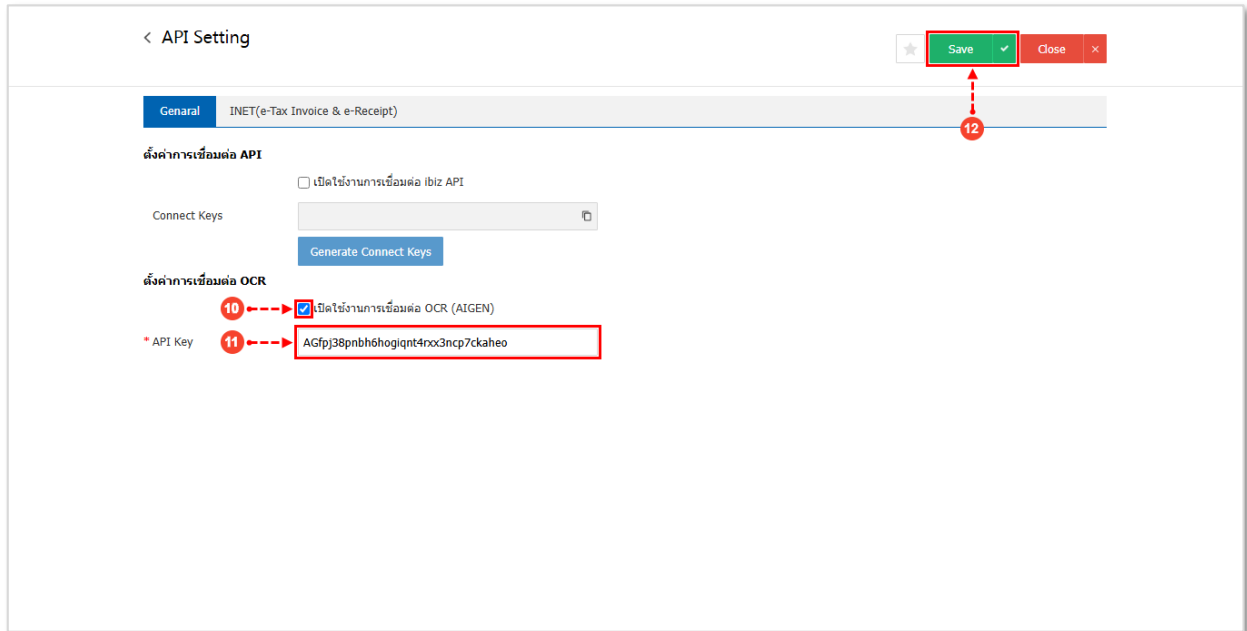 API Setting
Save
Close
Genaral
INET(e-Tax Invoice & e-Receipt)
12
ตั้งค่าการเชื่อมต่อ API
เปิดใช้งานการเชื่อมต่อ ibiz API
Connect Keys
Generate Connect Keys
ตั้งค่าการเชื่อมต่อ OCR
10
เปิดใช้งานการเชื่อมต่อ OCR (AIGEN)
* API Key
11
AGfpj38pnbh6hogiqnt4rxx3ncp7ckaheo